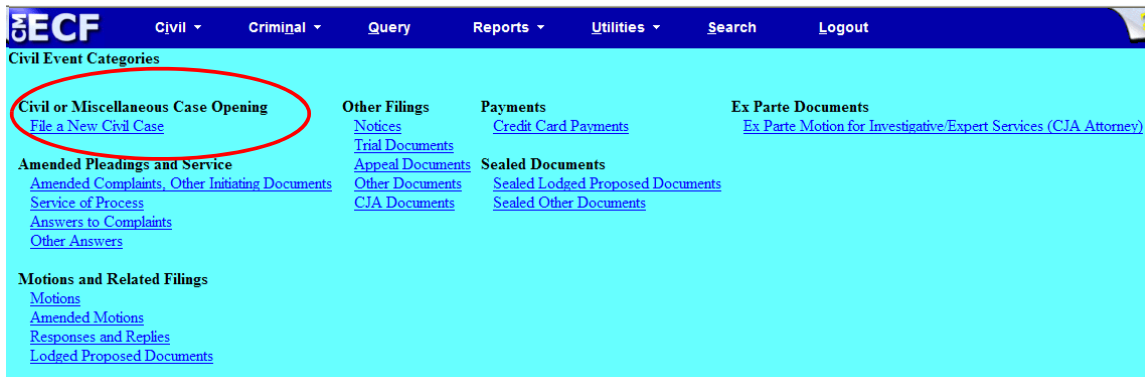 CM ECF Civil Criminal Query Reports Utilities Search Logout ?
Civil Event Categories
Civil or Miscellaneous Case Opening
File a New Civil Case
Amended Pleadings and Service
Amended Complaints, Other Initiating Documents
Service of Process
Answers to Complaints
Other Answers
Motions and Related Filings
Motions
Amended Motions
Responses and Replies
Lodged Proposed Documents
Other Filings
Notices
Trial Documents
Appeal Documents
Other Documents
CJA Documents
Payments
Credit Card Payments
Sealed Documents
Sealed Lodged Proposed Documents
Sealed Other Documents
Ex Parte Documents
Ex Parte Motion for Investigative/Expert Services (CJA Attorney)